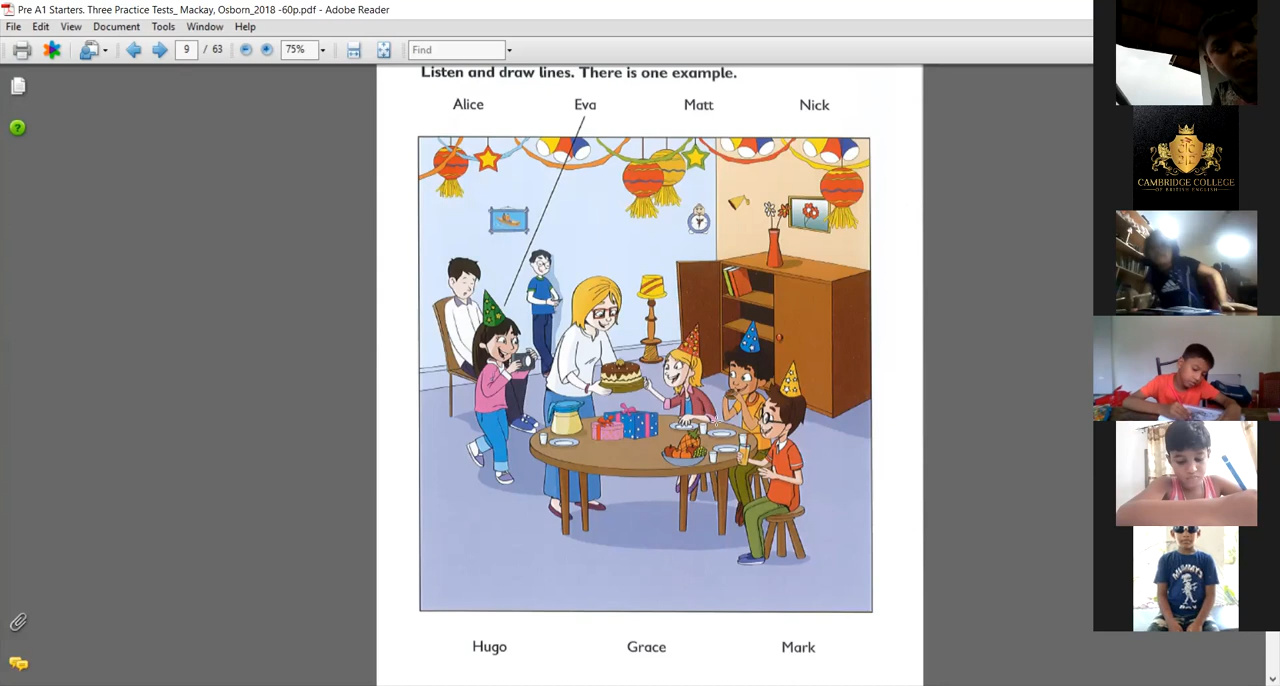 Pre A1 Starters. Three Practice Tests_ Mackay, Osborn_2018 -60p.pdf - Adobe Reader
File Edit View Document Tools Window Help
9 / 63 75% Find
Listen and draw lines. There is one example.
Alice Eva Matt Nick
Hugo Grace Mark
CAMBRIDGE COLLEGE
OF BRITISH ENGLISH
MUMMY'S
BOY